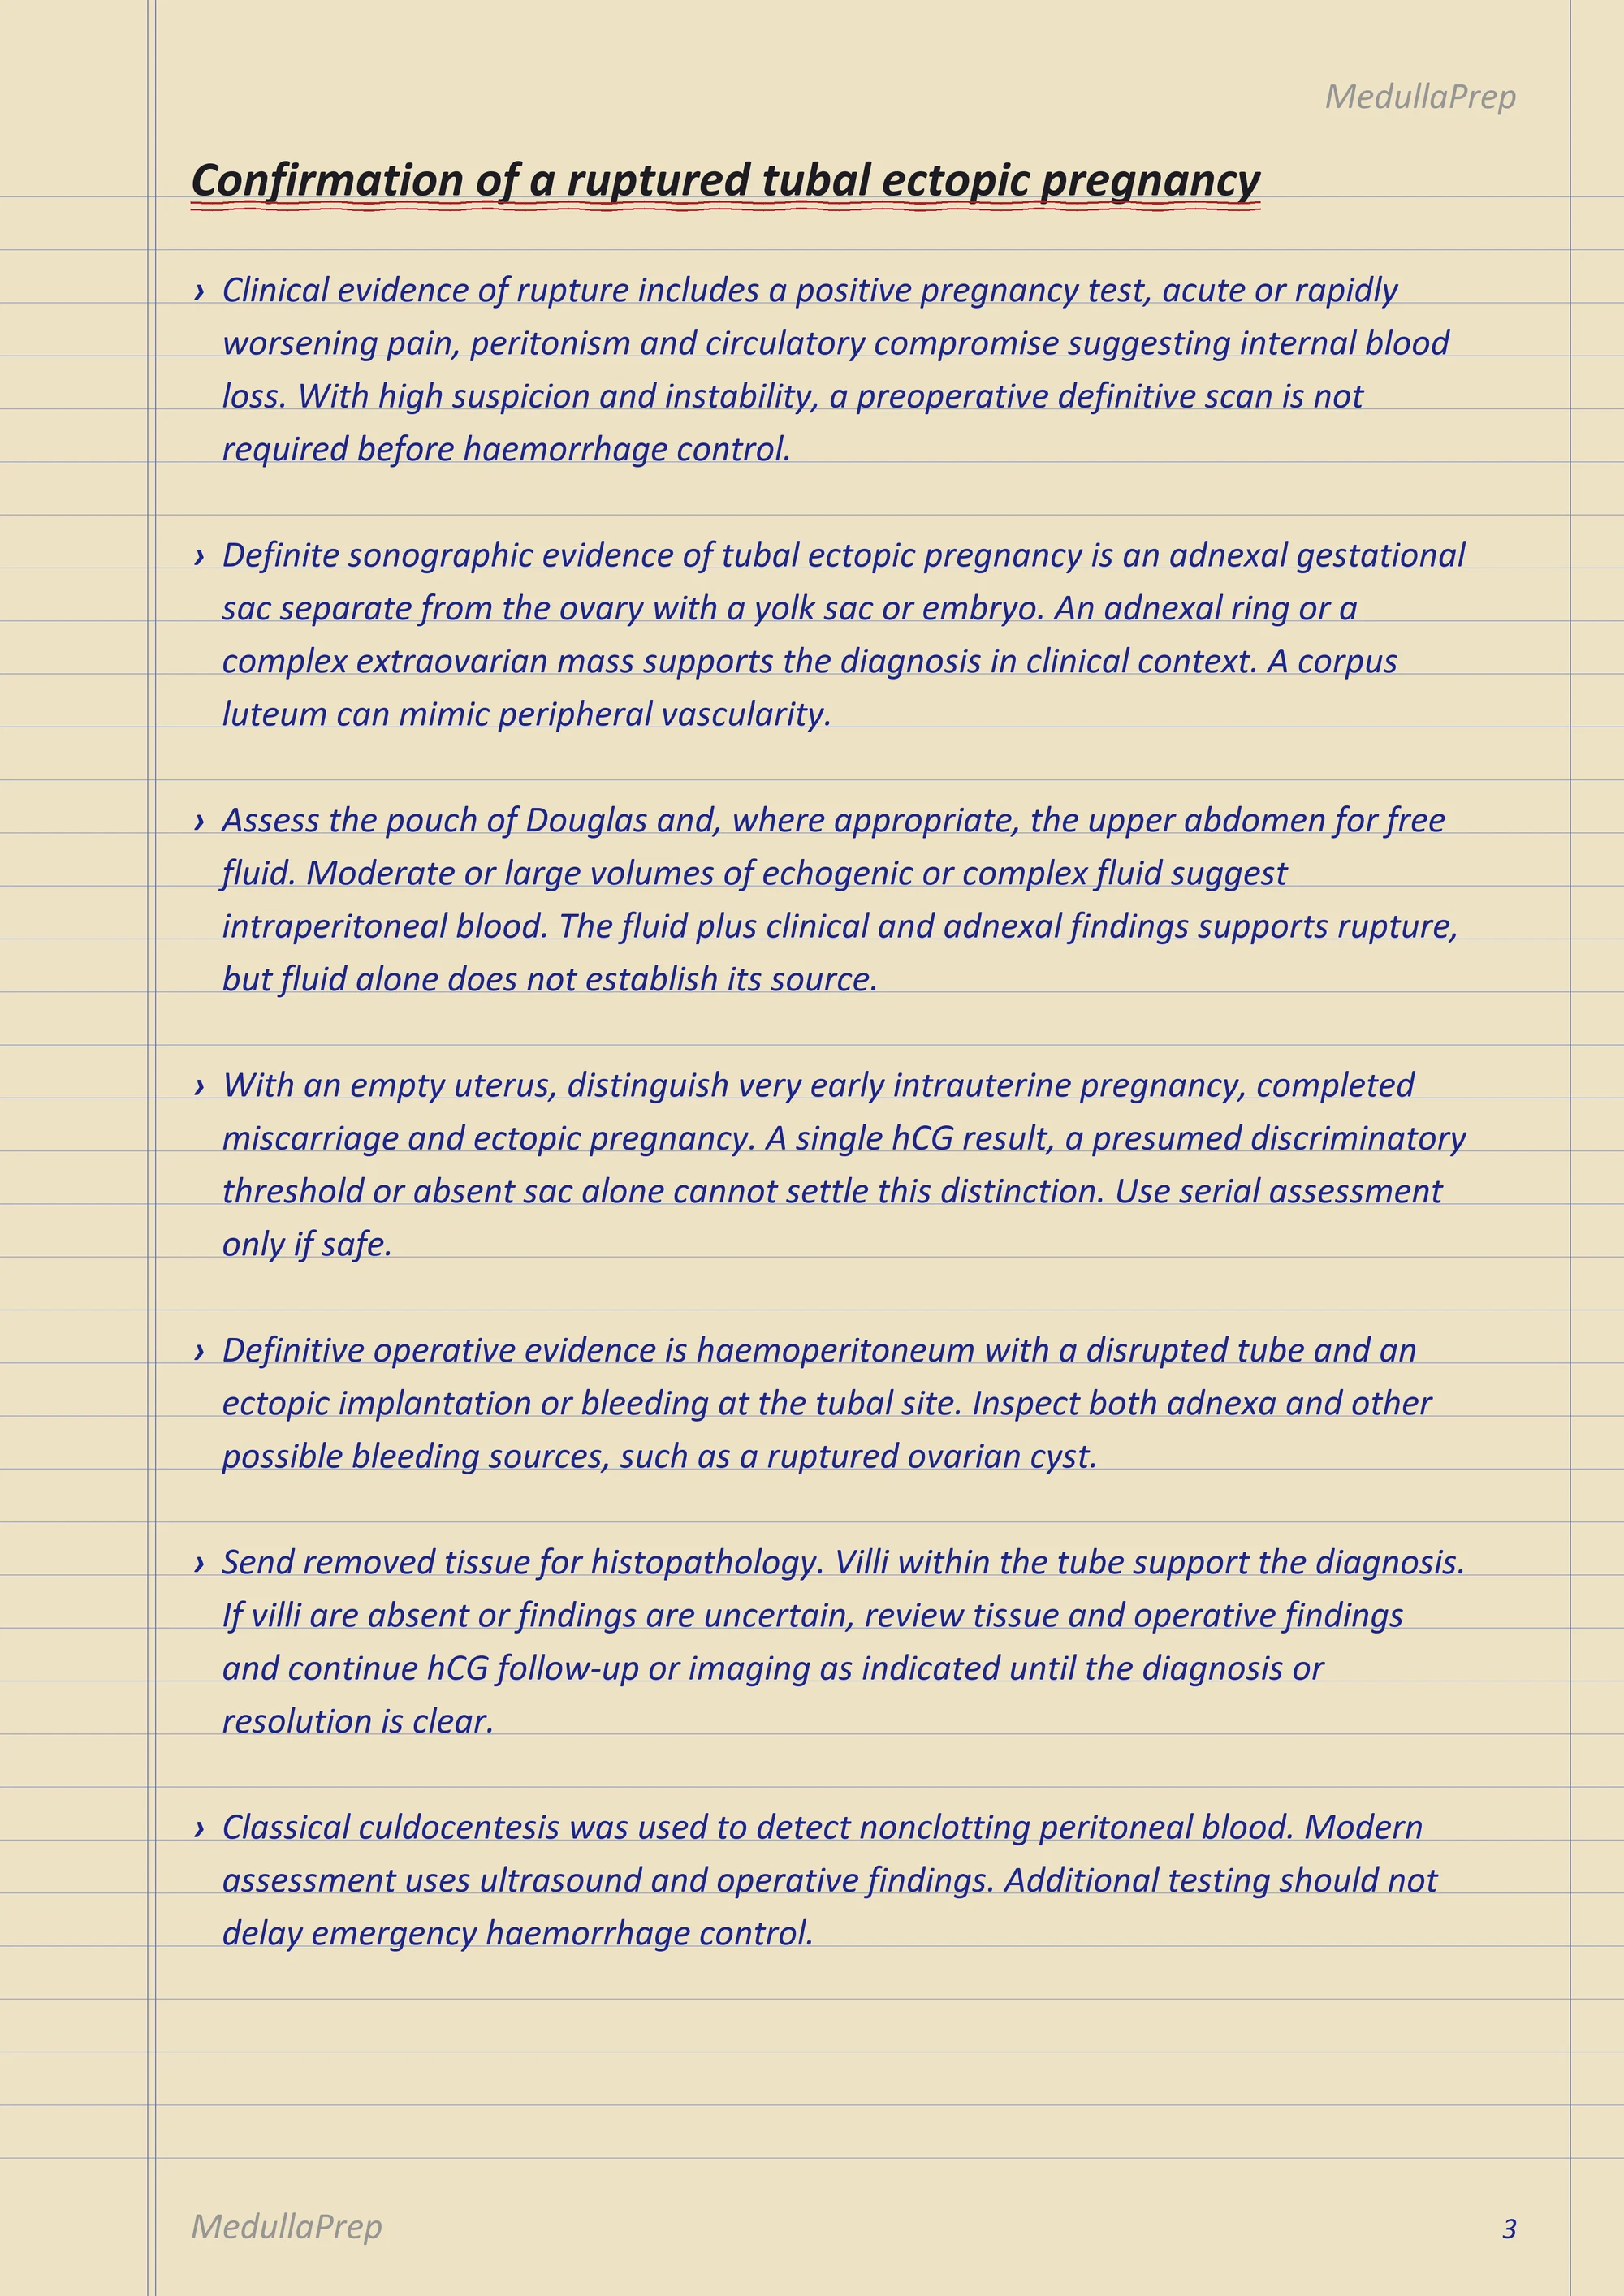 MedullaPrep
Confirmation of a ruptured tubal ectopic pregnancy
› Clinical evidence of rupture includes a positive pregnancy test, acute or rapidly
worsening pain, peritonism and circulatory compromise suggesting internal blood
loss. With high suspicion and instability, a preoperative definitive scan is not
required before haemorrhage control.
› Definite sonographic evidence of tubal ectopic pregnancy is an adnexal gestational
sac separate from the ovary with a yolk sac or embryo. An adnexal ring or a
complex extraovarian mass supports the diagnosis in clinical context. A corpus
luteum can mimic peripheral vascularity.
› Assess the pouch of Douglas and, where appropriate, the upper abdomen for free
fluid. Moderate or large volumes of echogenic or complex fluid suggest
intraperitoneal blood. The fluid plus clinical and adnexal findings supports rupture,
but fluid alone does not establish its source.
› With an empty uterus, distinguish very early intrauterine pregnancy, completed
miscarriage and ectopic pregnancy. A single hCG result, a presumed discriminatory
threshold or absent sac alone cannot settle this distinction. Use serial assessment
only if safe.
› Definitive operative evidence is haemoperitoneum with a disrupted tube and an
ectopic implantation or bleeding at the tubal site. Inspect both adnexa and other
possible bleeding sources, such as a ruptured ovarian cyst.
› Send removed tissue for histopathology. Villi within the tube support the diagnosis.
If villi are absent or findings are uncertain, review tissue and operative findings
and continue hCG follow-up or imaging as indicated until the diagnosis or
resolution is clear.
› Classical culdocentesis was used to detect nonclotting peritoneal blood. Modern
assessment uses ultrasound and operative findings. Additional testing should not
delay emergency haemorrhage control.
MedullaPrep
3